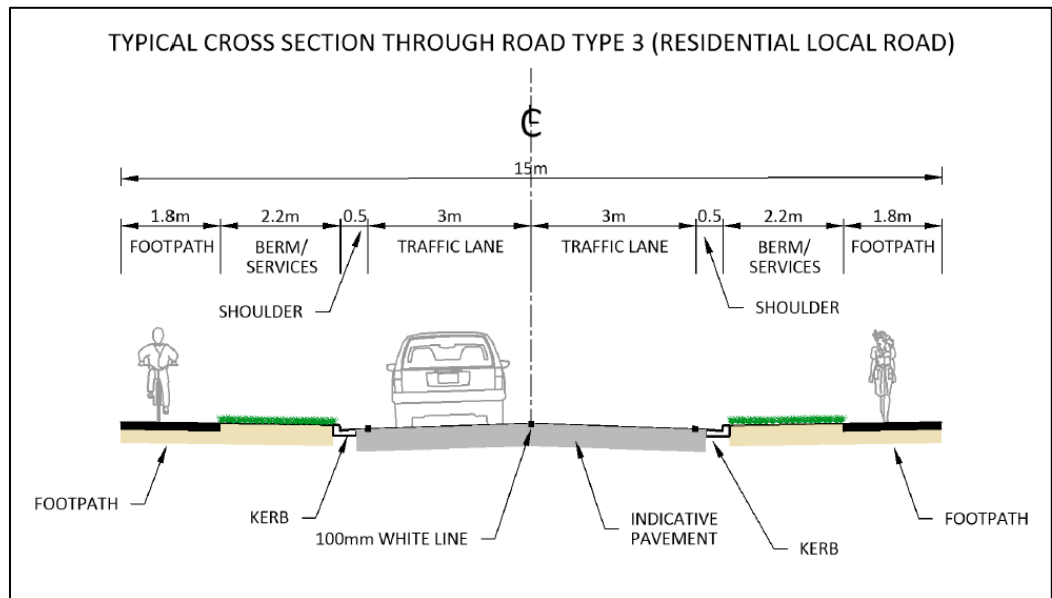 TYPICAL CROSS SECTION THROUGH ROAD TYPE 3 (RESIDENTIAL LOCAL ROAD)
℄
15m
1.8m 2.2m 0.5 3m 3m 0.5 2.2m 1.8m
FOOTPATH BERM/ TRAFFIC LANE TRAFFIC LANE BERM/ FOOTPATH
SERVICES SERVICES
SHOULDER SHOULDER
FOOTPATH KERB 100mm WHITE LINE INDICATIVE KERB FOOTPATH
PAVEMENT